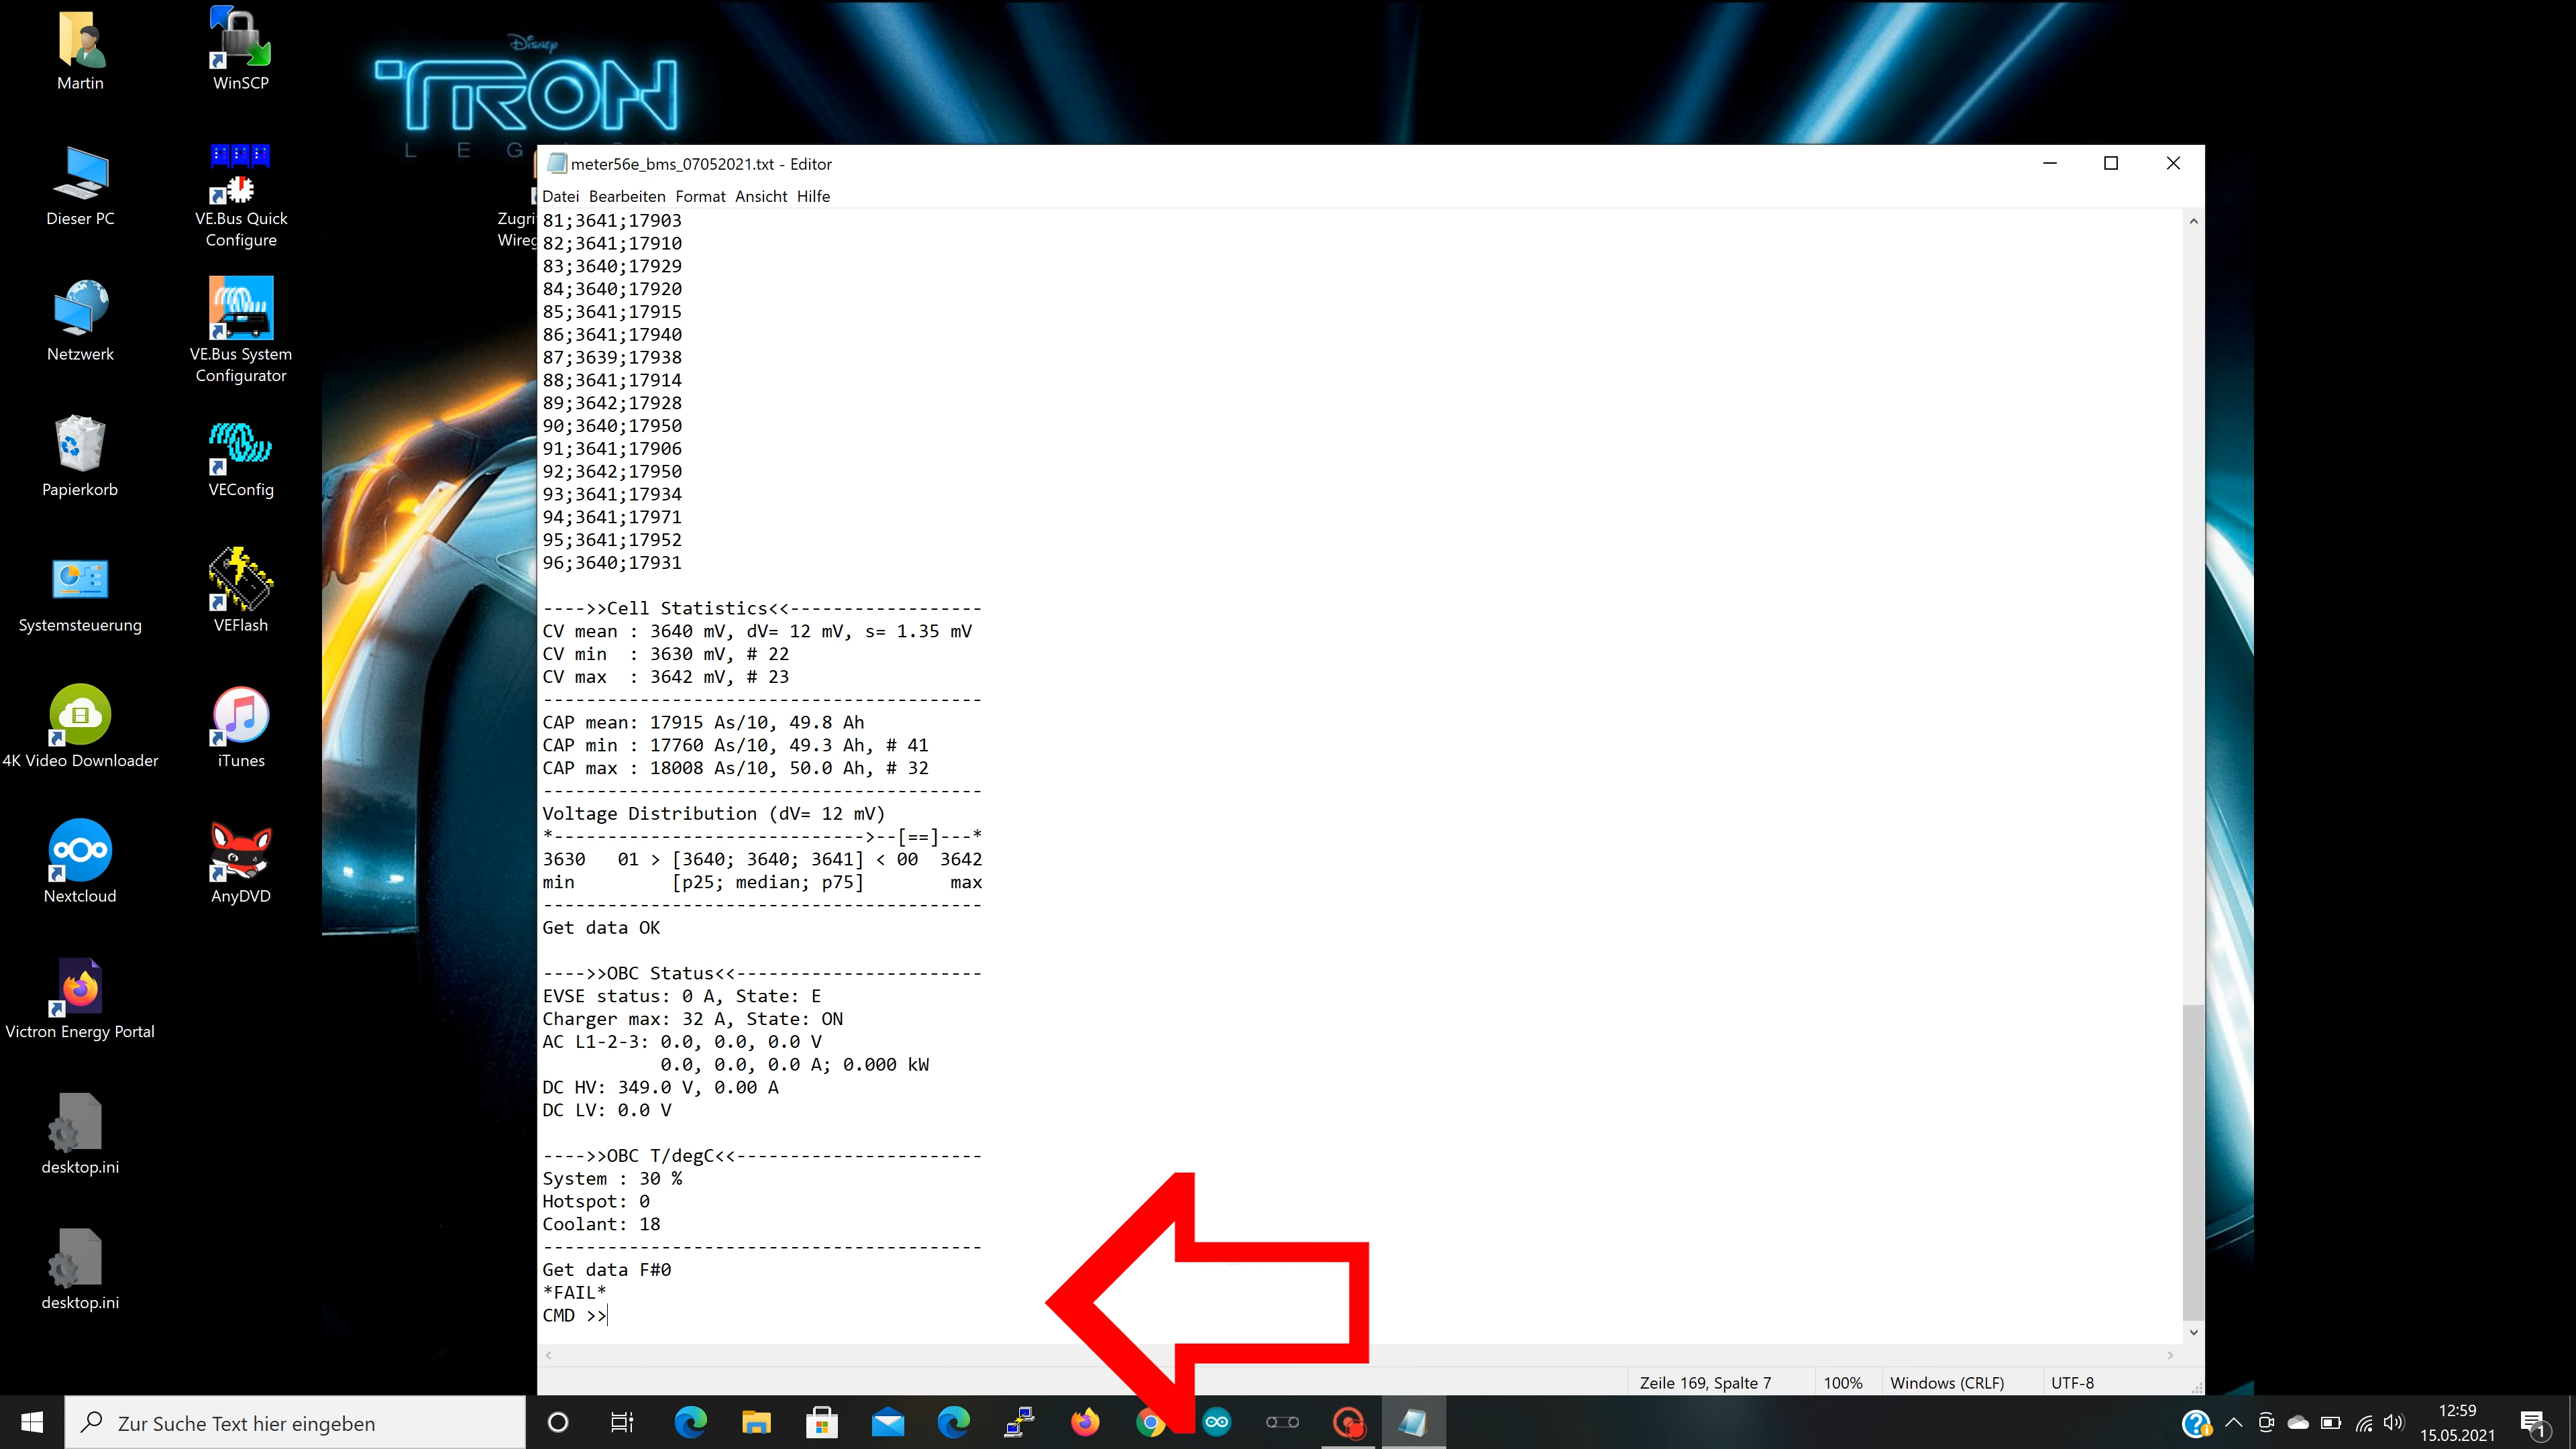 Martin
WinSCP
Dieser PC
VE.Bus Quick
Configure
Netzwerk
VE.Bus System
Configurator
Papierkorb
VEConfig
Systemsteuerung
VEFlash
4K Video Downloader
iTunes
Nextcloud
AnyDVD
Victron Energy Portal
desktop.ini
desktop.ini
Disney
TRON
meter56e_bms_07052021.txt - Editor
Datei Bearbeiten Format Ansicht Hilfe
81;3641;17903
82;3641;17910
83;3640;17929
84;3640;17920
85;3641;17915
86;3641;17940
87;3639;17938
88;3641;17914
89;3642;17928
90;3640;17950
91;3641;17906
92;3642;17950
93;3641;17934
94;3641;17971
95;3641;17952
96;3640;17931
---->>Cell Statistics<<------------------
CV mean : 3640 mV, dV= 12 mV, s= 1.35 mV
CV min  : 3630 mV, # 22
CV max  : 3642 mV, # 23
-----------------------------------------
CAP mean: 17915 As/10, 49.8 Ah
CAP min : 17760 As/10, 49.3 Ah, # 41
CAP max : 18008 As/10, 50.0 Ah, # 32
-----------------------------------------
Voltage Distribution (dV= 12 mV)
*----------------------------->--[==]---*
3630   01 > [3640; 3640; 3641] < 00  3642
min         [p25; median; p75]        max
-----------------------------------------
Get data OK
---->>OBC Status<<-----------------------
EVSE status: 0 A, State: E
Charger max: 32 A, State: ON
AC L1-2-3: 0.0, 0.0, 0.0 V
0.0, 0.0, 0.0 A; 0.000 kW
DC HV: 349.0 V, 0.00 A
DC LV: 0.0 V
---->>OBC T/degC<<-----------------------
System : 30 %
Hotspot: 0
Coolant: 18
-----------------------------------------
Get data F#0
*FAIL*
CMD >>
Zeile 169, Spalte 7 100% Windows (CRLF) UTF-8
Zur Suche Text hier eingeben
12:59
15.05.2021
1